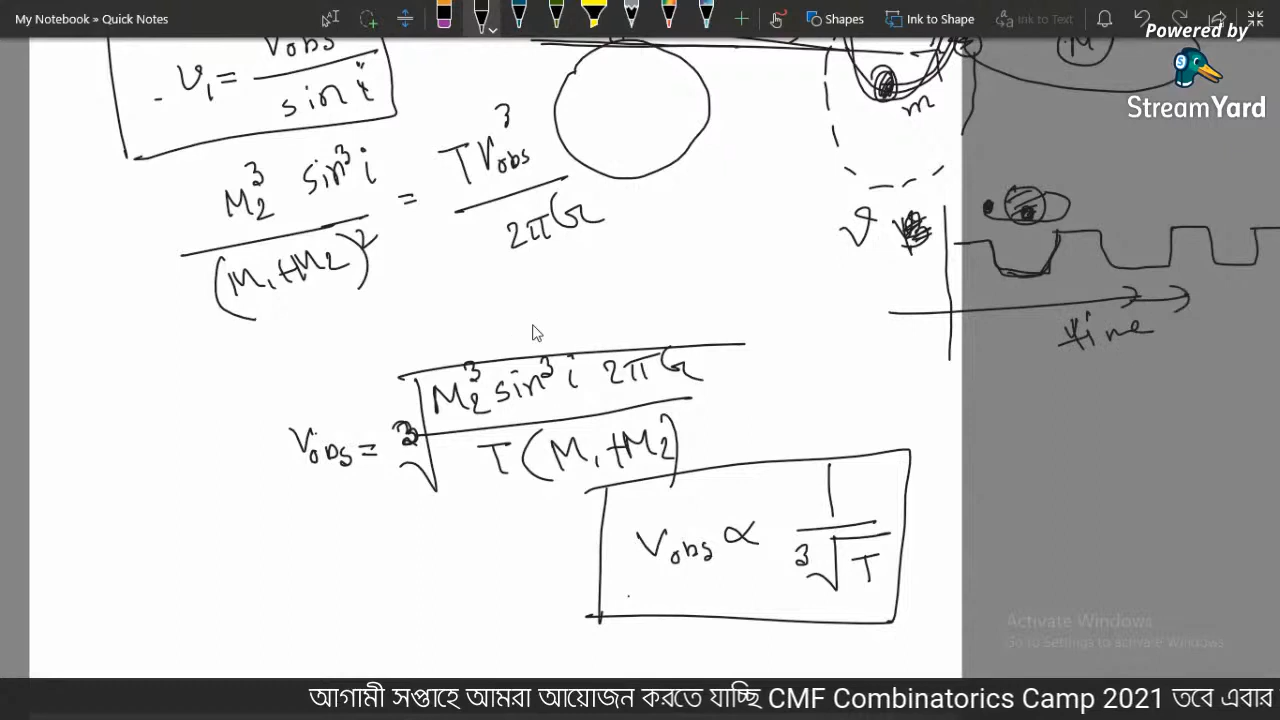 My Notebook » Quick Notes
Shapes
Ink to Shape
Ink to Text
Powered by
StreamYard
v₁ = Vobs / sin i
M₂³ sin³ i / (M₁+M₂)² = T Vobs³ / 2πG
M
m
v
time
Vobs = ∛(M₂³ sin³ i 2πG / T (M₁+M₂))
Vobs ∝ 1 / ∛T
Activate Windows
Go to Settings to activate Windows.
আগামী সপ্তাহে আমরা আয়োজন করতে যাচ্ছি CMF Combinatorics Camp 2021 তবে এবার